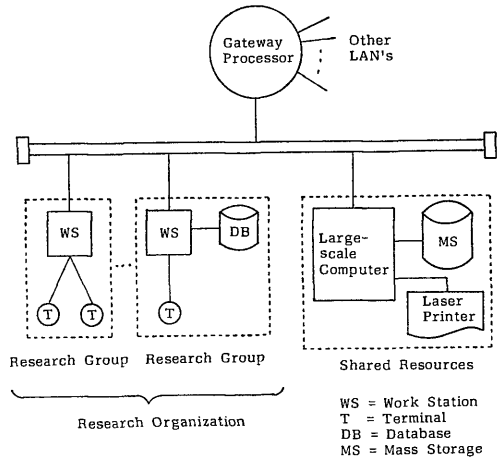 Gateway
Processor
Other
LAN's
WS
WS
DB
T
T
T
Large-
scale
Computer
MS
Laser
Printer
Research Group
Research Group
Shared Resources
Research Organization
WS = Work Station
T = Terminal
DB = Database
MS = Mass Storage